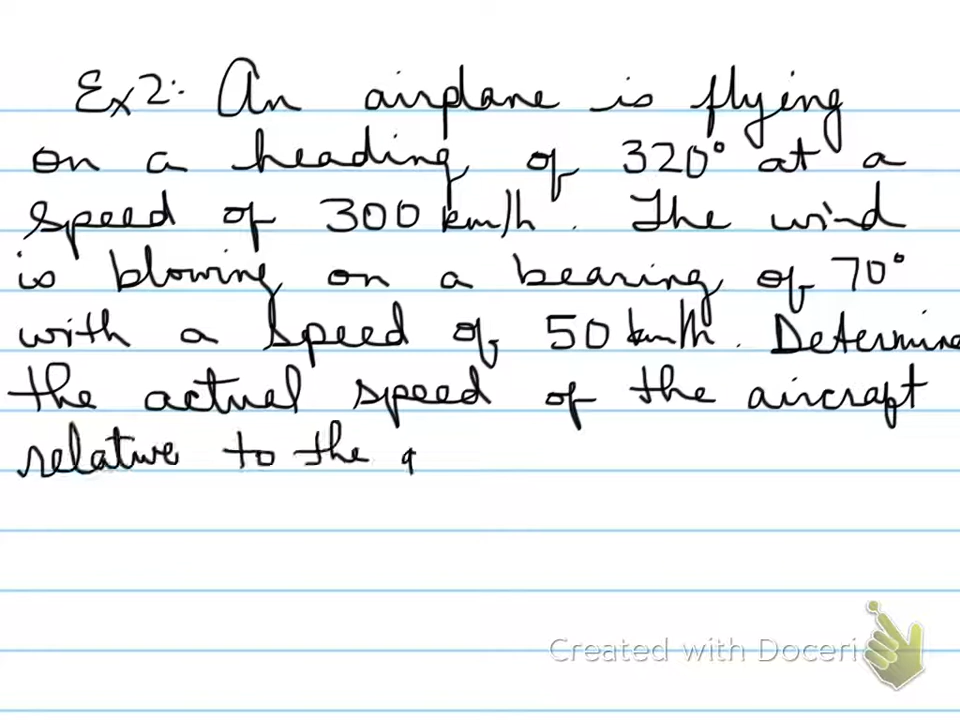 Ex2: An airplane is flying
on a heading of 320° at a
speed of 300 km/h. The wind
is blowing on a bearing of 70°
with a speed of 50 km/h. Determine
the actual speed of the aircraft
relative to the
Created with Doceri